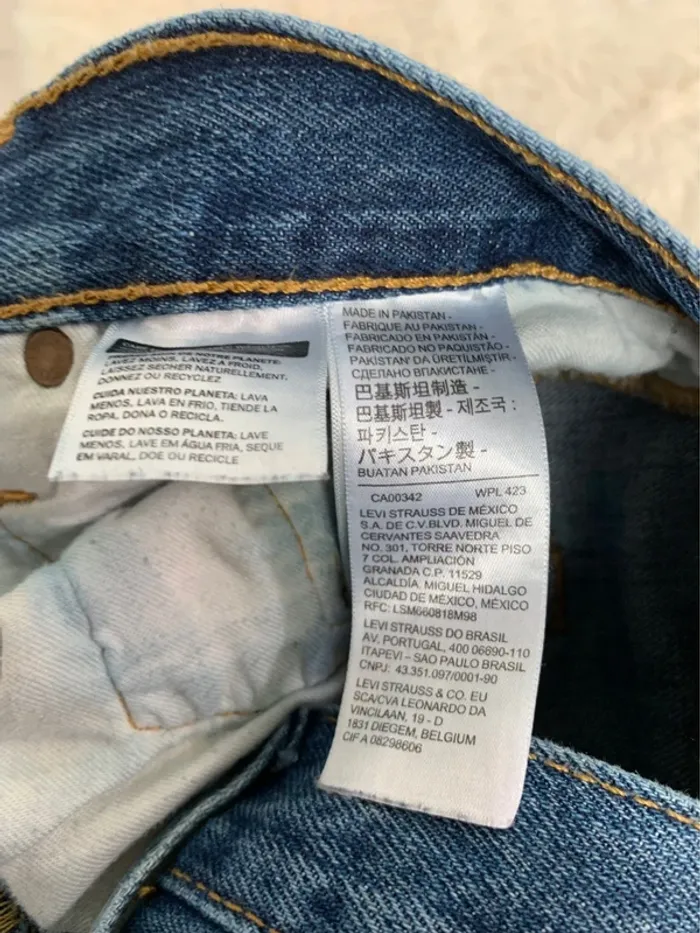 NOTRE PLANETE:
LAVEZ MOINS, LAVEZ À FROID,
LAISSEZ SÉCHER NATURELLEMENT,
DONNEZ OU RECYCLEZ
CUIDA NUESTRO PLANETA: LAVA
MENOS, LAVA EN FRÍO, TIENDE LA
ROPA, DONA O RECICLA.
CUIDE DO NOSSO PLANETA: LAVE
MENOS, LAVE EM ÁGUA FRIA, SEQUE
EM VARAL, DOE OU RECICLE
MADE IN PAKISTAN -
FABRIQUE AU PAKISTAN -
FABRICADO EN PAKISTÁN -
FABRICADO NO PAQUISTÃO -
PAKİSTAN' DA ÜRETİLMİŞTİR -
СДЕЛАНО ВПАКИСТАНЕ -
巴基斯坦制造 -
巴基斯坦製 - 제조국 :
파키스탄 -
パキスタン製 -
BUATAN PAKISTAN
CA00342 WPL 423
LEVI STRAUSS DE MÉXICO
S.A. DE C.V.BLVD. MIGUEL DE
CERVANTES SAAVEDRA
NO. 301, TORRE NORTE PISO
7 COL. AMPLIACIÓN
GRANADA C.P. 11529
ALCALDÍA, MIGUEL HIDALGO
CIUDAD DE MÉXICO, MÉXICO
RFC: LSM660818M98
LEVI STRAUSS DO BRASIL
AV. PORTUGAL, 400 06690-110
ITAPEVI – SAO PAULO BRASIL
CNPJ: 43.351.097/0001-90
LEVI STRAUSS & CO. EU
SCA/CVA LEONARDO DA
VINCILAAN, 19 - D
1831 DIEGEM, BELGIUM
CIF A 08298606